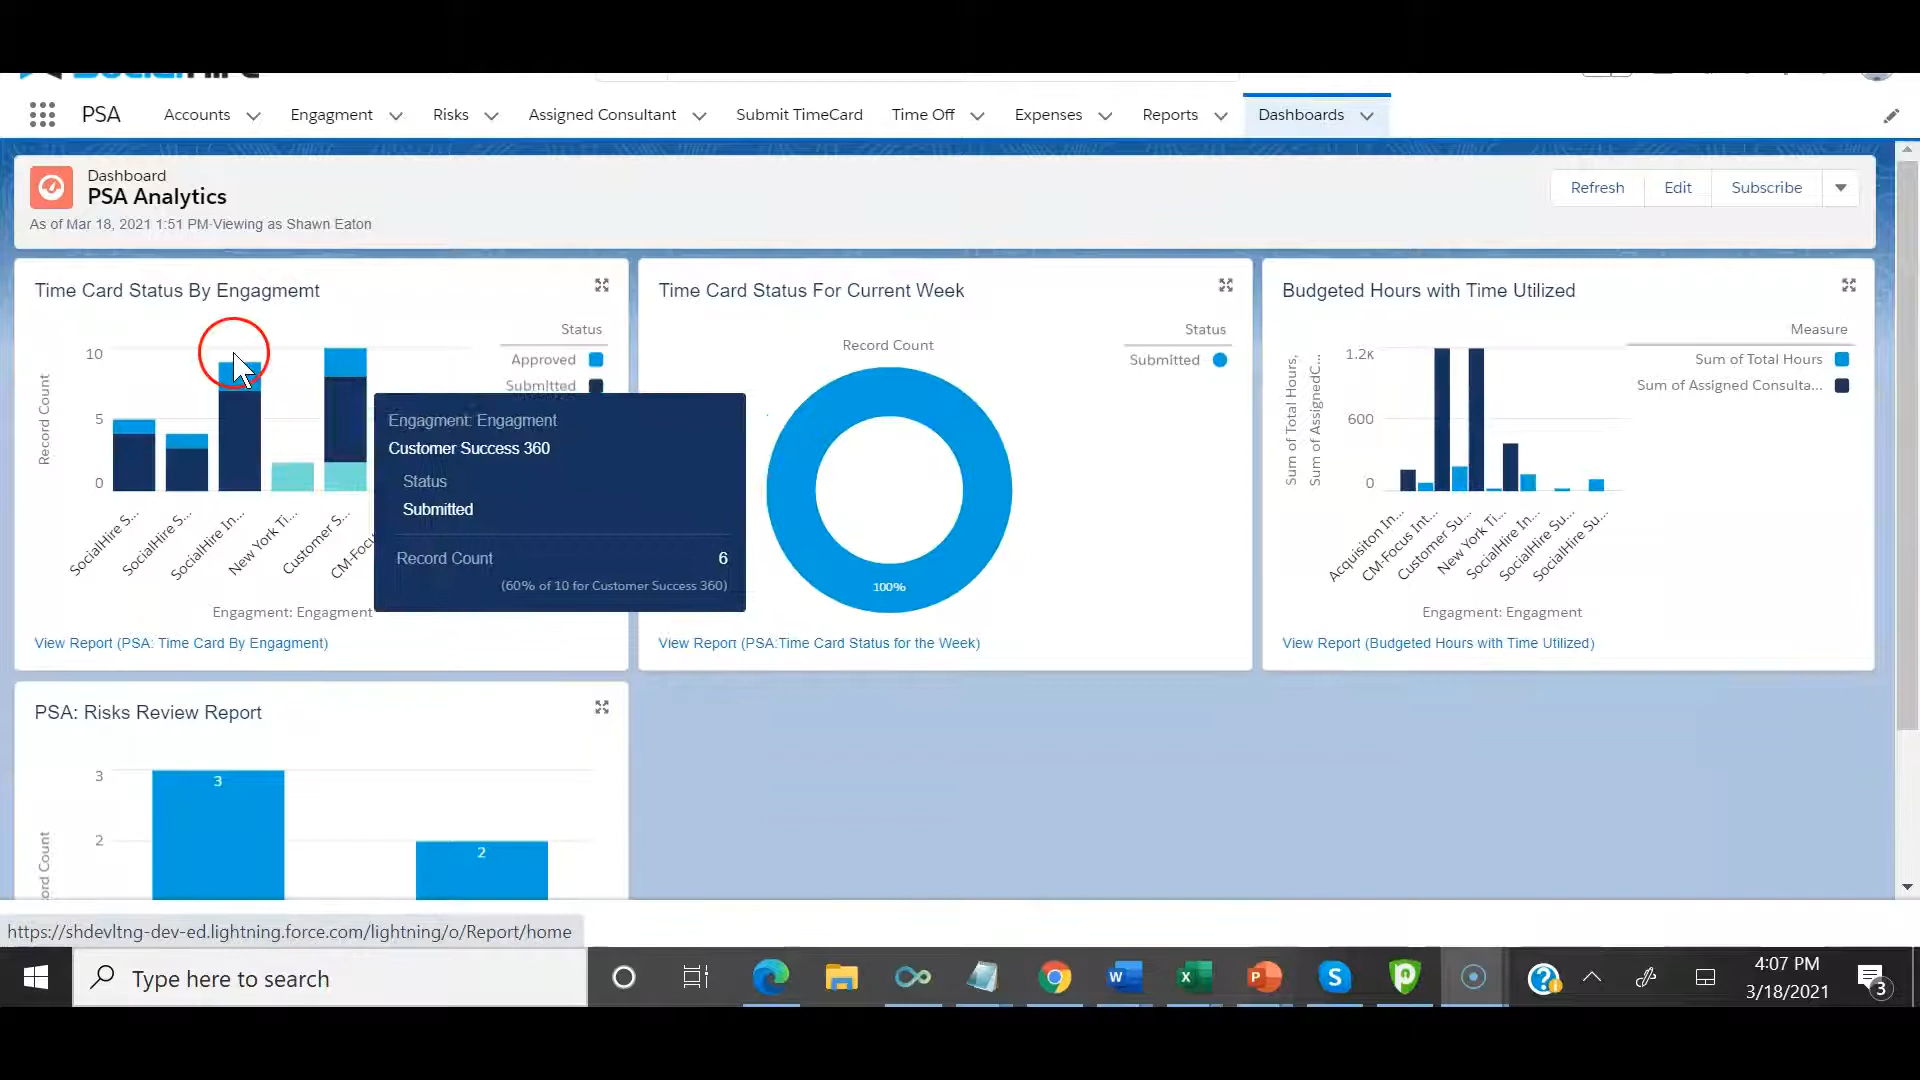 PSA
Accounts
Engagment
Risks
Assigned Consultant
Submit TimeCard
Time Off
Expenses
Reports
Dashboards
Dashboard
PSA Analytics
As of Mar 18, 2021 1:51 PM·Viewing as Shawn Eaton
Refresh
Edit
Subscribe
Time Card Status By Engagmemt
Status
Approved
Submitted
10
5
0
Record Count
SocialHire S...
SocialHire S...
SocialHire In...
New York Ti...
Customer S...
CM-Focu
Engagment: Engagment
View Report (PSA: Time Card By Engagment)
Engagment: Engagment
Customer Success 360
Status
Submitted
Record Count 6
(60% of 10 for Customer Success 360)
Time Card Status For Current Week
Status
Submitted
Record Count
100%
View Report (PSA:Time Card Status for the Week)
Budgeted Hours with Time Utilized
Measure
Sum of Total Hours
Sum of Assigned Consulta...
Sum of Total Hours,
Sum of AssignedC...
1.2k
600
0
Acquisiton In...
CM-Focus Int...
Customer Su...
New York Ti...
SocialHire In...
SocialHire Su...
SocialHire Su...
Engagment: Engagment
View Report (Budgeted Hours with Time Utilized)
PSA: Risks Review Report
3
2
3
2
ord Count
https://shdevltng-dev-ed.lightning.force.com/lightning/o/Report/home
Type here to search
4:07 PM
3/18/2021
3